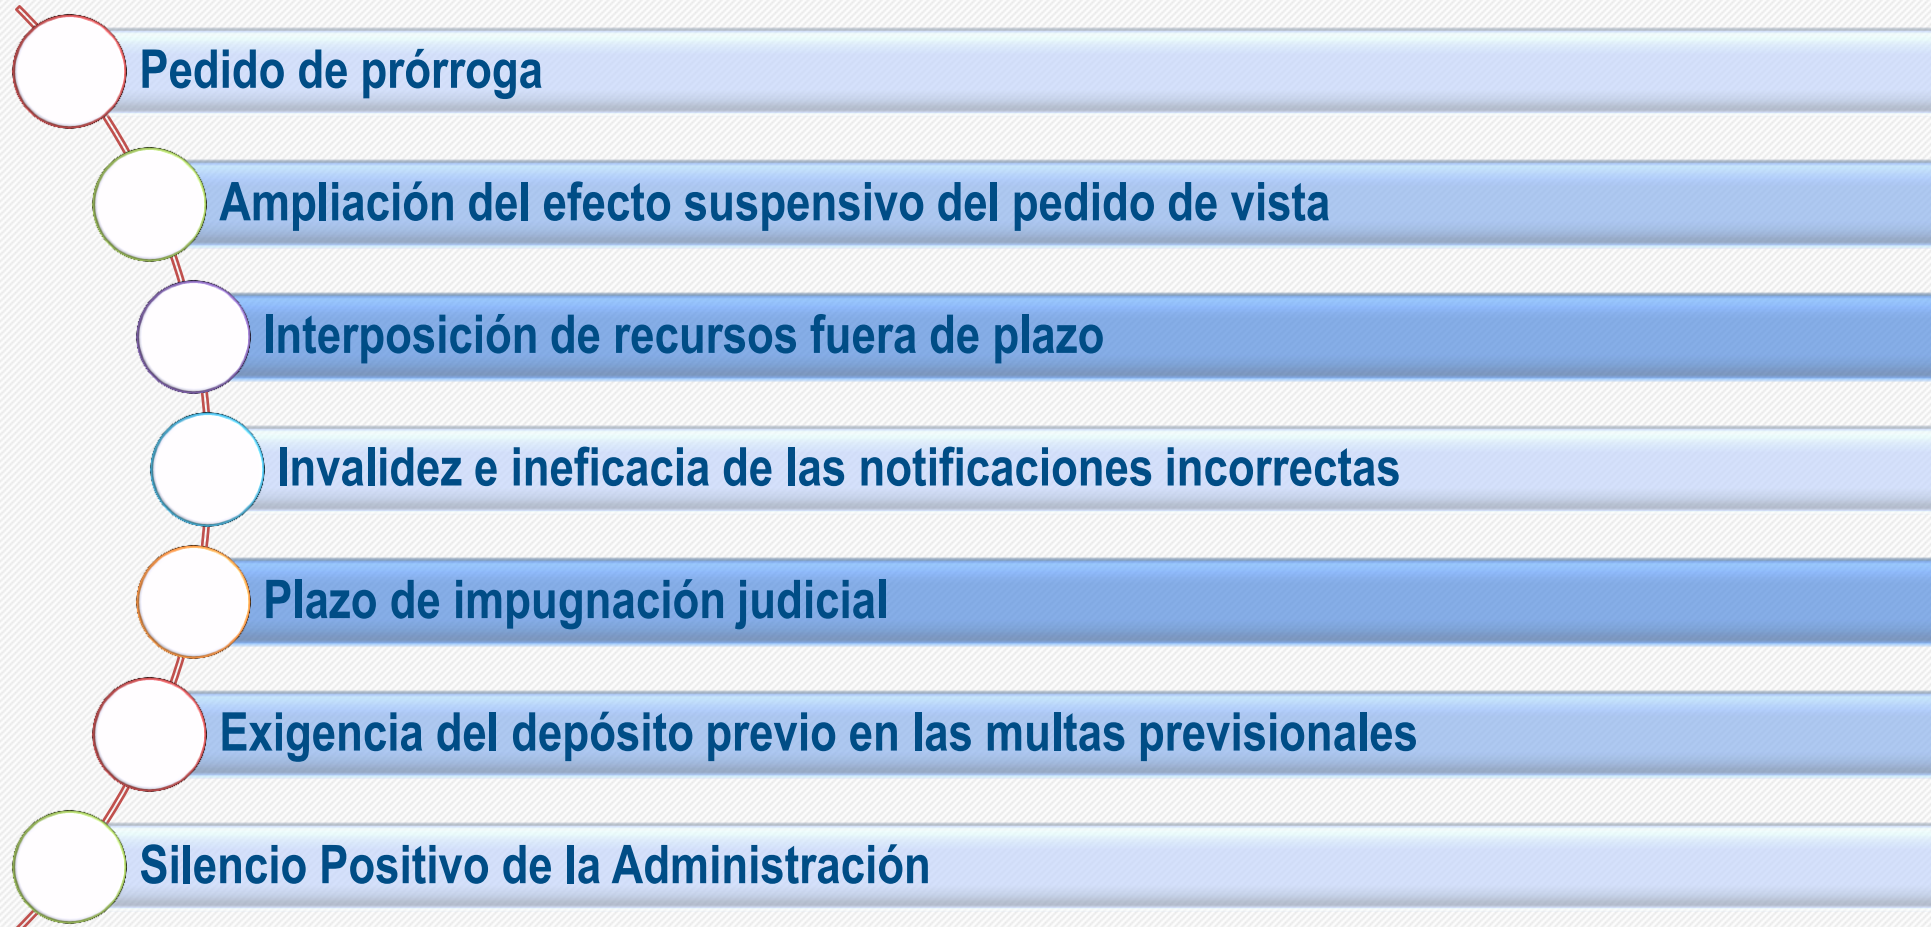 Pedido de prórroga
Ampliación del efecto suspensivo del pedido de vista
Interposición de recursos fuera de plazo
Invalidez e ineficacia de las notificaciones incorrectas
Plazo de impugnación judicial
Exigencia del depósito previo en las multas previsionales
Silencio Positivo de la Administración